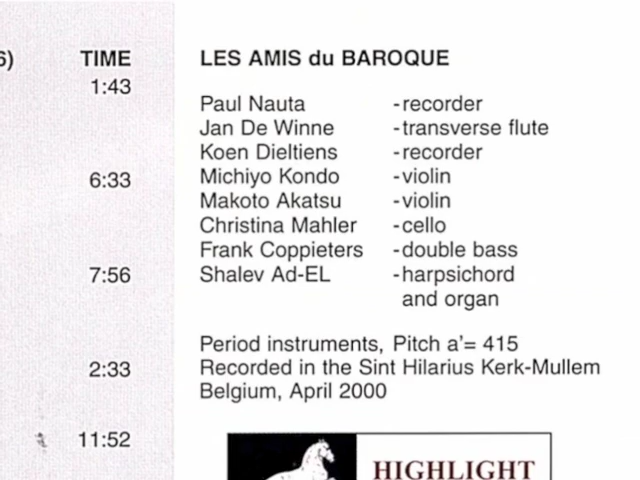 6)
TIME
1:43
6:33
7:56
2:33
11:52
LES AMIS du BAROQUE
Paul Nauta -recorder
Jan De Winne -transverse flute
Koen Dieltiens -recorder
Michiyo Kondo -violin
Makoto Akatsu -violin
Christina Mahler -cello
Frank Coppieters -double bass
Shalev Ad-EL -harpsichord
and organ
Period instruments, Pitch a'= 415
Recorded in the Sint Hilarius Kerk-Mullem
Belgium, April 2000
HIGHLIGHT